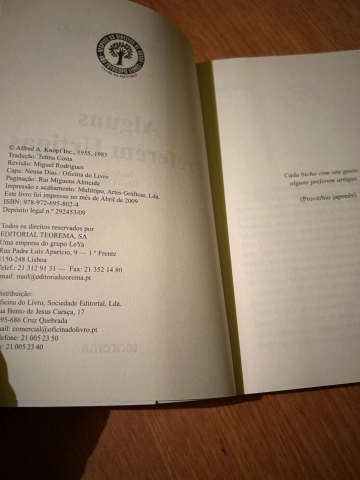 © Alfred A. Knopf Inc., 1955, 1983
Tradução: Telma Costa
Revisão: Miguel Rodrigues
Capa: Neusa Dias / Oficina do Livro
Paginação: Rui Miguens Almeida
Impressão e acabamento: Multitipo, Artes Gráficas, Lda.
Este livro foi impresso no mês de Abril de 2009
ISBN: 978-972-695-802-4
Depósito legal n.º 292453/09
Todos os direitos reservados por
EDITORIAL TEOREMA, SA
Uma empresa do grupo LeYa
Rua Padre Luís Aparício, 9 — 1.º Frente
1150-248 Lisboa
Telef.: 21 312 91 31 — Fax: 21 352 14 80
email: mail@editorialteorema.pt
Distribuição:
Oficina do Livro, Sociedade Editorial, Lda.
Rua Bento de Jesus Caraça, 17
495-686 Cruz Quebrada
mail: comercial@oficinadolivro.pt
elefone: 21 005 23 50
ax: 21 005 23 40
Cada bicho com seu gosto;
alguns preferem urtigas.
(Provérbio japonês)